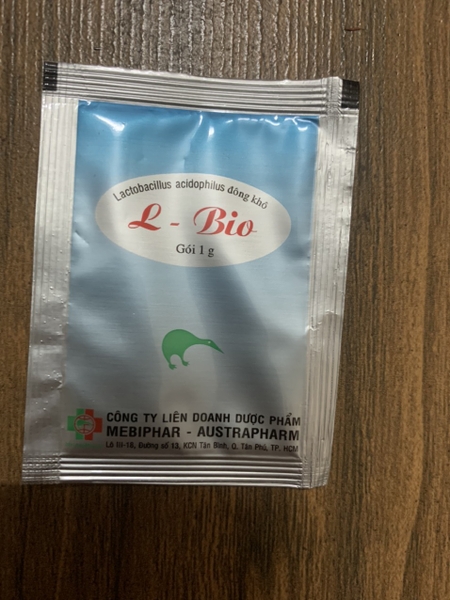 Lactobacillus acidophilus đông khô
L - Bio
Gói 1 g
CÔNG TY LIÊN DOANH DƯỢC PHẨM
MEBIPHAR - AUSTRAPHARM
Lô III-18, Đường số 13, KCN Tân Bình, Q. Tân Phú, TP. HCM